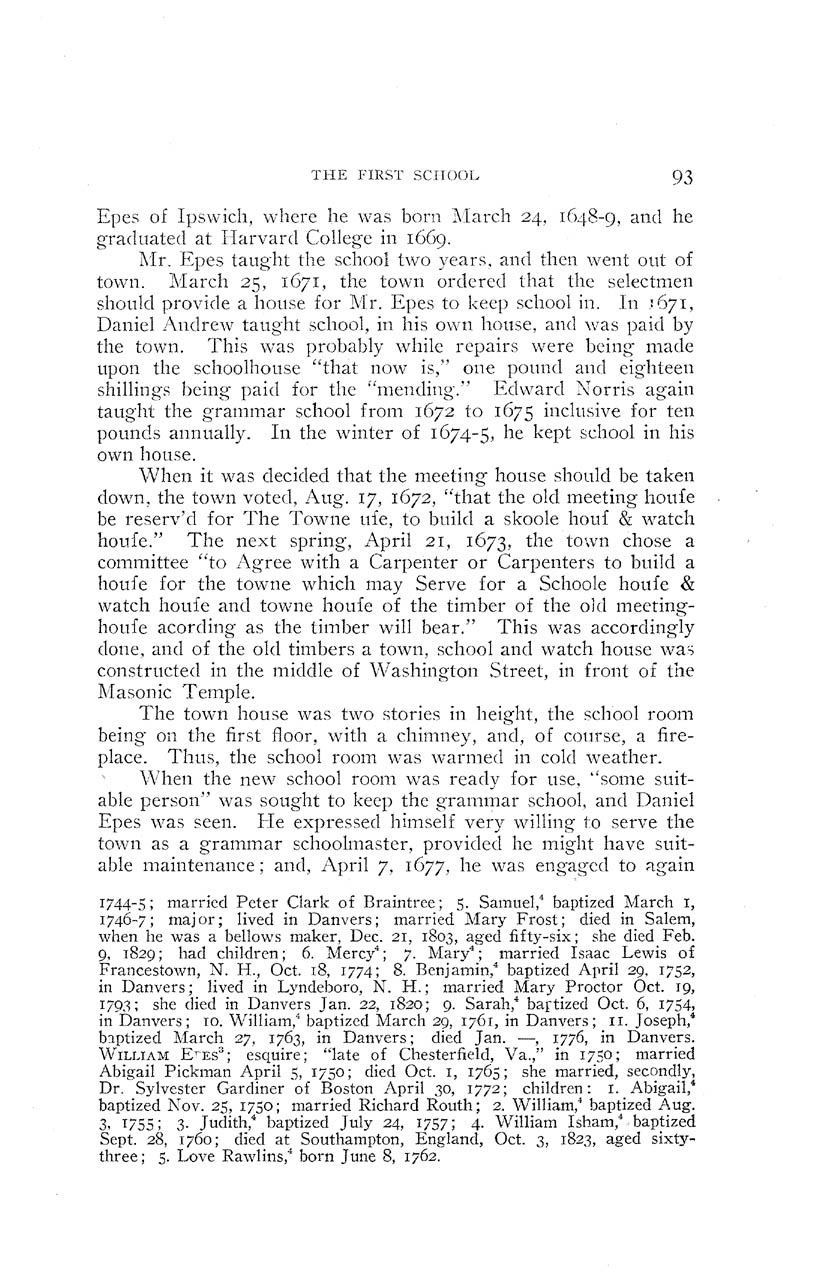 THE FIRST SCHOOL 93
Epes of Ipswich, where he was born March 24, 1648-9, and he
graduated at Harvard College in 1669.
Mr. Epes taught the school two years, and then went out of
town. March 25, 1671, the town ordered that the selectmen
should provide a house for Mr. Epes to keep school in. In 1671,
Daniel Andrew taught school, in his own house, and was paid by
the town. This was probably while repairs were being made
upon the schoolhouse “that now is,” one pound and eighteen
shillings being paid for the “mending.” Edward Norris again
taught the grammar school from 1672 to 1675 inclusive for ten
pounds annually. In the winter of 1674-5, he kept school in his
own house.
When it was decided that the meeting house should be taken
down, the town voted, Aug. 17, 1672, “that the old meeting houſe
be reserv’d for The Towne uſe, to build a skoole houſ & watch
houſe.” The next spring, April 21, 1673, the town chose a
committee “to Agree with a Carpenter or Carpenters to build a
houſe for the towne which may Serve for a Schoole houſe &
watch houſe and towne houſe of the timber of the old meeting-
houſe acording as the timber will bear.” This was accordingly
done, and of the old timbers a town, school and watch house was
constructed in the middle of Washington Street, in front of the
Masonic Temple.
The town house was two stories in height, the school room
being on the first floor, with a chimney, and, of course, a fire-
place. Thus, the school room was warmed in cold weather.
When the new school room was ready for use, “some suit-
able person” was sought to keep the grammar school, and Daniel
Epes was seen. He expressed himself very willing to serve the
town as a grammar schoolmaster, provided he might have suit-
able maintenance; and, April 7, 1677, he was engaged to again
1744-5; married Peter Clark of Braintree; 5. Samuel,⁴ baptized March 1,
1746-7; major; lived in Danvers; married Mary Frost; died in Salem,
when he was a bellows maker, Dec. 21, 1803, aged fifty-six; she died Feb.
9, 1829; had children; 6. Mercy⁴; 7. Mary⁴; married Isaac Lewis of
Francestown, N. H., Oct. 18, 1774; 8. Benjamin,⁴ baptized April 29, 1752,
in Danvers; lived in Lyndeboro, N. H.; married Mary Proctor Oct. 19,
1793; she died in Danvers Jan. 22, 1820; 9. Sarah,⁴ baptized Oct. 6, 1754,
in Danvers; 10. William,⁴ baptized March 29, 1761, in Danvers; 11. Joseph,⁴
baptized March 27, 1763, in Danvers; died Jan. —, 1776, in Danvers.
WILLIAM EPES³; esquire; “late of Chesterfield, Va.,” in 1750; married
Abigail Pickman April 5, 1750; died Oct. 1, 1765; she married, secondly,
Dr. Sylvester Gardiner of Boston April 30, 1772; children: 1. Abigail,⁴
baptized Nov. 25, 1750; married Richard Routh; 2. William,⁴ baptized Aug.
3, 1755; 3. Judith,⁴ baptized July 24, 1757; 4. William Isham,⁴ baptized
Sept. 28, 1760; died at Southampton, England, Oct. 3, 1823, aged sixty-
three; 5. Love Rawlins,⁴ born June 8, 1762.